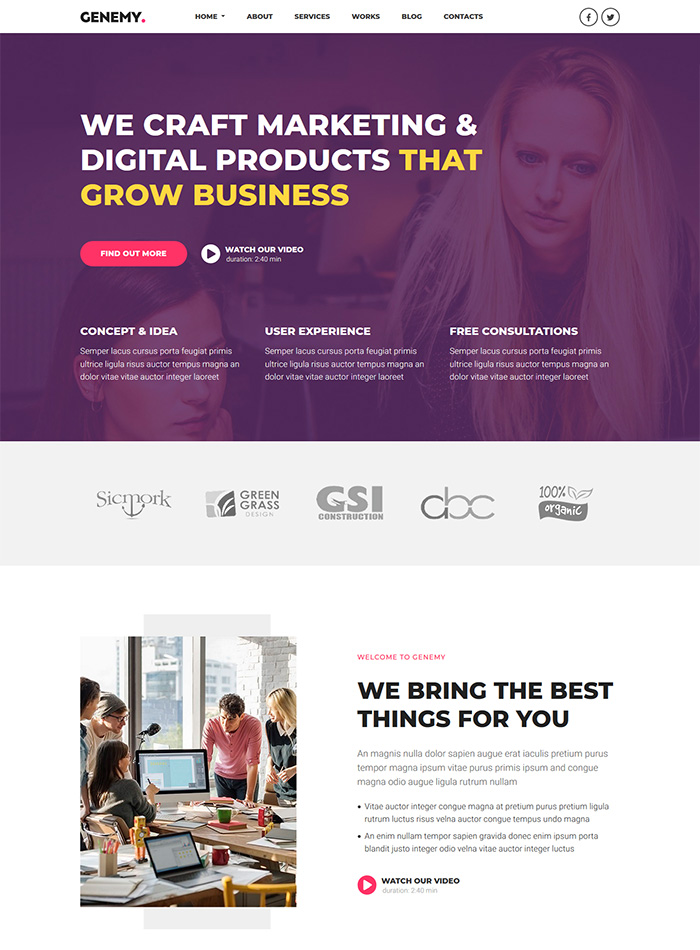 GENEMY.
HOME
ABOUT
SERVICES
WORKS
BLOG
CONTACTS
WE CRAFT MARKETING &
DIGITAL PRODUCTS THAT
GROW BUSINESS
FIND OUT MORE
WATCH OUR VIDEO
duration: 2:40 min
CONCEPT & IDEA
Semper lacus cursus porta feugiat primis
ultrice ligula risus auctor tempus magna an
dolor vitae vitae auctor integer laoreet
USER EXPERIENCE
Semper lacus cursus porta feugiat primis
ultrice ligula risus auctor tempus magna an
dolor vitae vitae auctor integer laoreet
FREE CONSULTATIONS
Semper lacus cursus porta feugiat primis
ultrice ligula risus auctor tempus magna an
dolor vitae vitae auctor integer laoreet
Sicmork
GREEN
GRASS
DESIGN
GSI
CONSTRUCTION
abc
100%
organic
WELCOME TO GENEMY
WE BRING THE BEST
THINGS FOR YOU
An magnis nulla dolor sapien augue erat iaculis pretium purus
tempor magna ipsum vitae purus primis ipsum and congue
magna odio augue ligula rutrum nullam
• Vitae auctor integer congue magna at pretium purus pretium ligula
rutrum luctus risus velna auctor congue tempus undo magna
• An enim nullam tempor sapien gravida donec enim ipsum porta
blandit justo integer odio velna vitae auctor integer luctus
WATCH OUR VIDEO
duration: 2:40 min